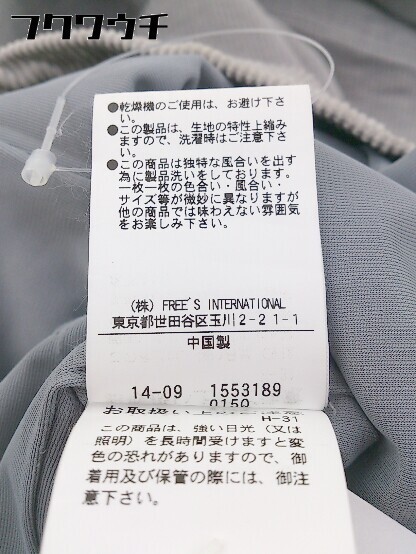 フクワウチ
●乾燥機のご使用は、お避け下さ
い。
●この製品は、生地の特性上縮み
ますので、洗濯時はご注意下さ
い。
●この商品は独特な風合いを出す
為に製品洗いをしております。
一枚一枚の色合い・風合い・
サイズ等が微妙に異なりますが
他の商品では味わえない雰囲気
をお楽しみ下さい。
(株) FREE'S INTERNATIONAL
東京都世田谷区玉川2-21-1
中国製
14-09 1553189
0150
H-31
この商品は、強い日光(又は
照明)を長時間受けますと変
色の恐れがありますので、御
着用及び保管の際には、御注
意下さい。